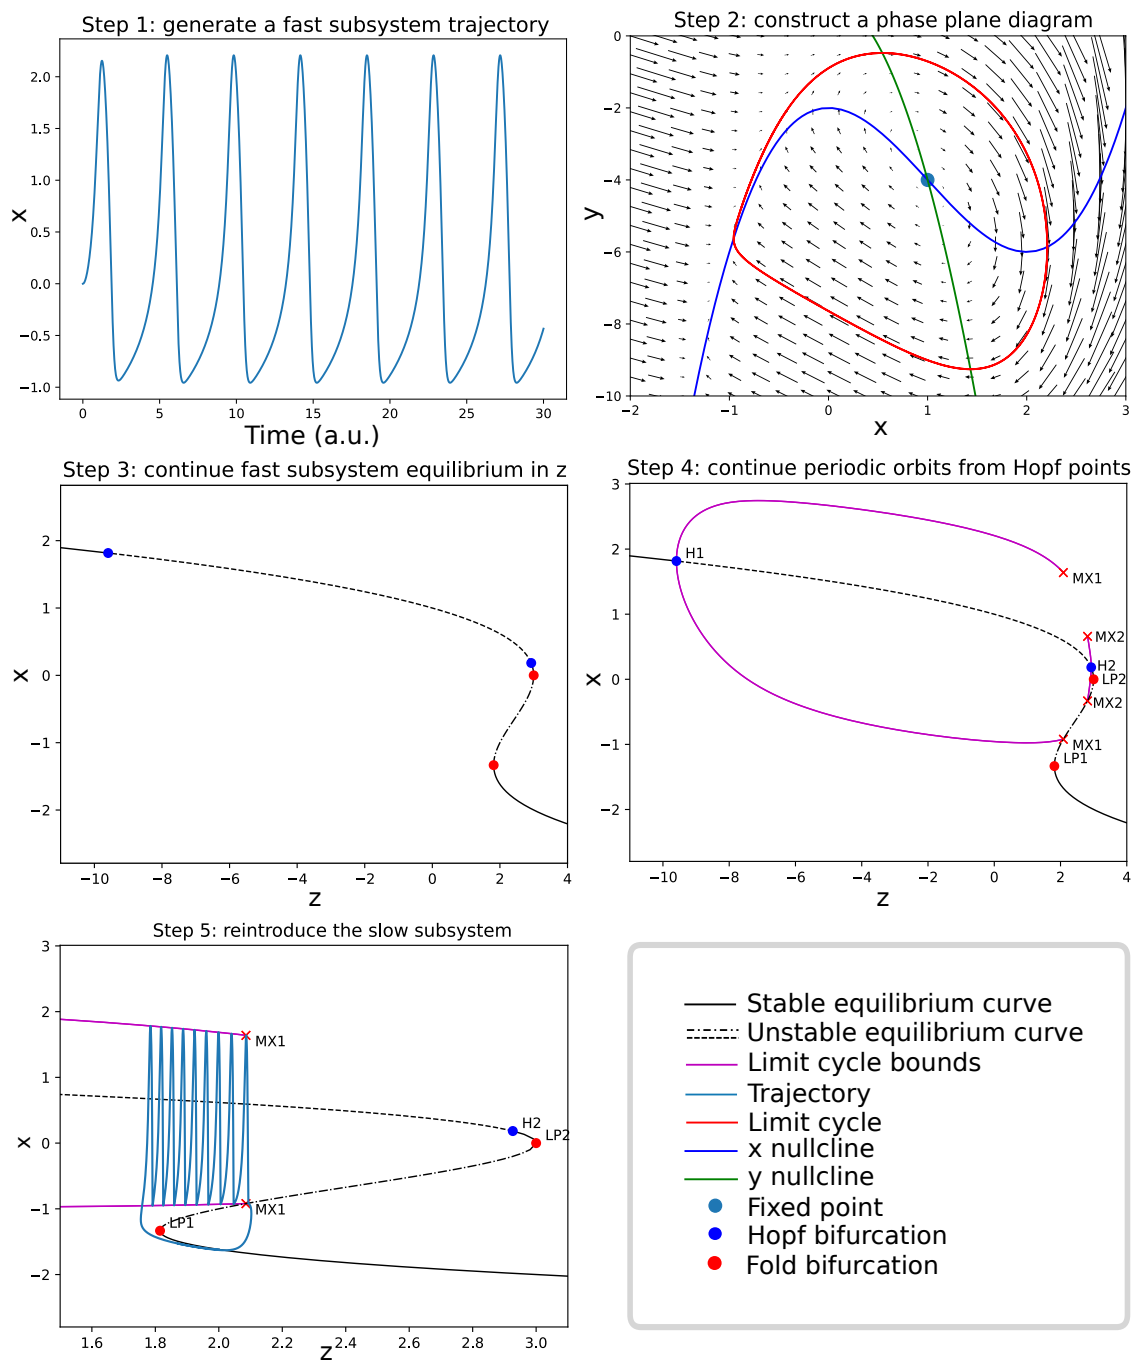 Step 1: generate a fast subsystem trajectory
2.0
1.5
1.0
0.5
0.0
−0.5
−1.0
x
0 5 10 15 20 25 30
Time (a.u.)
Step 2: construct a phase plane diagram
0
−2
−4
−6
−8
−10
y
−2 −1 0 1 2 3
x
Step 3: continue fast subsystem equilibrium in z
2
1
0
−1
−2
x
−10 −8 −6 −4 −2 0 2 4
z
Step 4: continue periodic orbits from Hopf points
3
2
1
0
−1
−2
x
H1
MX1
MX2
H2
LP2
MX2
MX1
LP1
−10 −8 −6 −4 −2 0 2 4
z
Step 5: reintroduce the slow subsystem
3
2
1
0
−1
−2
x
MX1
H2
LP2
MX1
LP1
1.6 1.8 2.0 2.2 2.4 2.6 2.8 3.0
z
Stable equilibrium curve
Unstable equilibrium curve
Limit cycle bounds
Trajectory
Limit cycle
x nullcline
y nullcline
Fixed point
Hopf bifurcation
Fold bifurcation